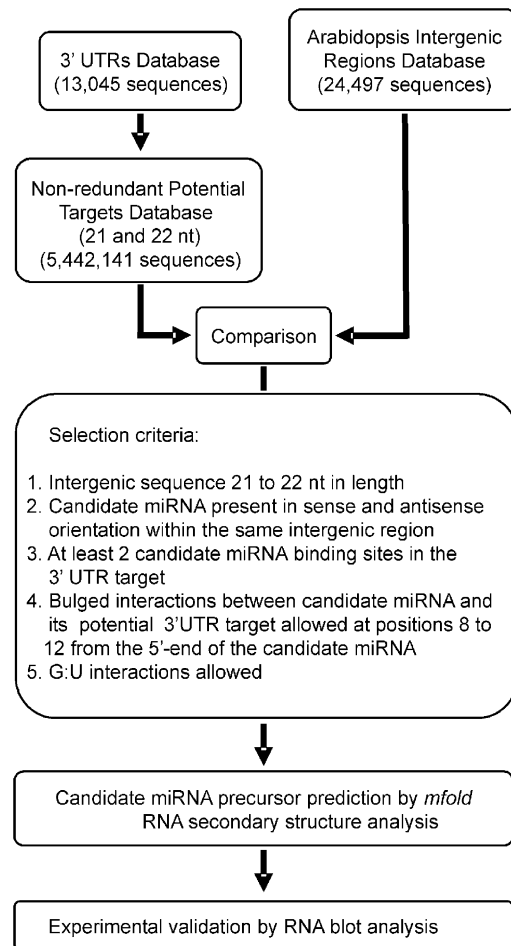 3' UTRs Database
(13,045 sequences)
Arabidopsis Intergenic
Regions Database
(24,497 sequences)
Non-redundant Potential
Targets Database
(21 and 22 nt)
(5,442,141 sequences)
Comparison
Selection criteria:
1. Intergenic sequence 21 to 22 nt in length
2. Candidate miRNA present in sense and antisense
orientation within the same intergenic region
3. At least 2 candidate miRNA binding sites in the
3' UTR target
4. Bulged interactions between candidate miRNA and
its potential 3'UTR target allowed at positions 8 to
12 from the 5'-end of the candidate miRNA
5. G:U interactions allowed
Candidate miRNA precursor prediction by mfold
RNA secondary structure analysis
Experimental validation by RNA blot analysis